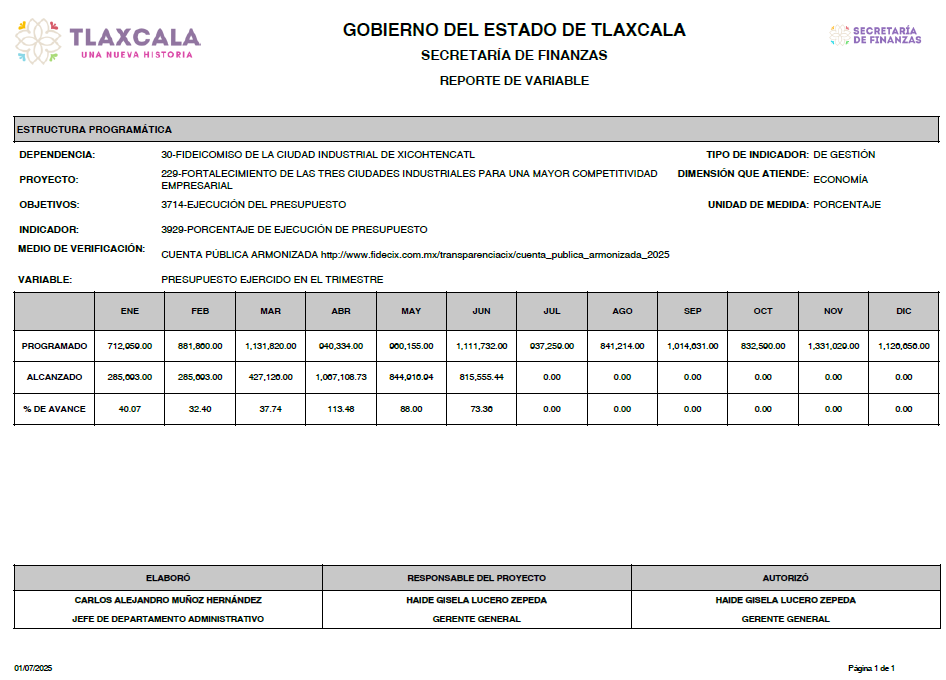 TLAXCALA
UNA NUEVA HISTORIA
GOBIERNO DEL ESTADO DE TLAXCALA
SECRETARÍA DE FINANZAS
REPORTE DE VARIABLE
SECRETARÍA
DE FINANZAS
ESTRUCTURA PROGRAMÁTICA
DEPENDENCIA: 30-FIDEICOMISO DE LA CIUDAD INDUSTRIAL DE XICOHTENCATL TIPO DE INDICADOR: DE GESTIÓN
PROYECTO: 229-FORTALECIMIENTO DE LAS TRES CIUDADES INDUSTRIALES PARA UNA MAYOR COMPETITIVIDAD
EMPRESARIAL
DIMENSIÓN QUE ATIENDE: ECONOMÍA
OBJETIVOS: 3714-EJECUCIÓN DEL PRESUPUESTO UNIDAD DE MEDIDA: PORCENTAJE
INDICADOR: 3929-PORCENTAJE DE EJECUCIÓN DE PRESUPUESTO
MEDIO DE VERIFICACIÓN: CUENTA PÚBLICA ARMONIZADA http://www.fidecix.com.mx/transparenciacix/cuenta_publica_armonizada_2025
VARIABLE: PRESUPUESTO EJERCIDO EN EL TRIMESTRE
ENE FEB MAR ABR MAY JUN JUL AGO SEP OCT NOV DIC
PROGRAMADO 712,959.00 881,860.00 1,131,820.00 940,334.00 960,155.00 1,111,732.00 937,259.00 841,214.00 1,014,631.00 832,590.00 1,331,029.00 1,126,656.00
ALCANZADO 285,693.00 285,693.00 427,126.00 1,067,108.73 844,916.94 815,555.44 0.00 0.00 0.00 0.00 0.00 0.00
% DE AVANCE 40.07 32.40 37.74 113.48 88.00 73.36 0.00 0.00 0.00 0.00 0.00 0.00
ELABORÓ RESPONSABLE DEL PROYECTO AUTORIZÓ
CARLOS ALEJANDRO MUÑOZ HERNÁNDEZ HAIDE GISELA LUCERO ZEPEDA HAIDE GISELA LUCERO ZEPEDA
JEFE DE DEPARTAMENTO ADMINISTRATIVO GERENTE GENERAL GERENTE GENERAL
01/07/2025 Página 1 de 1